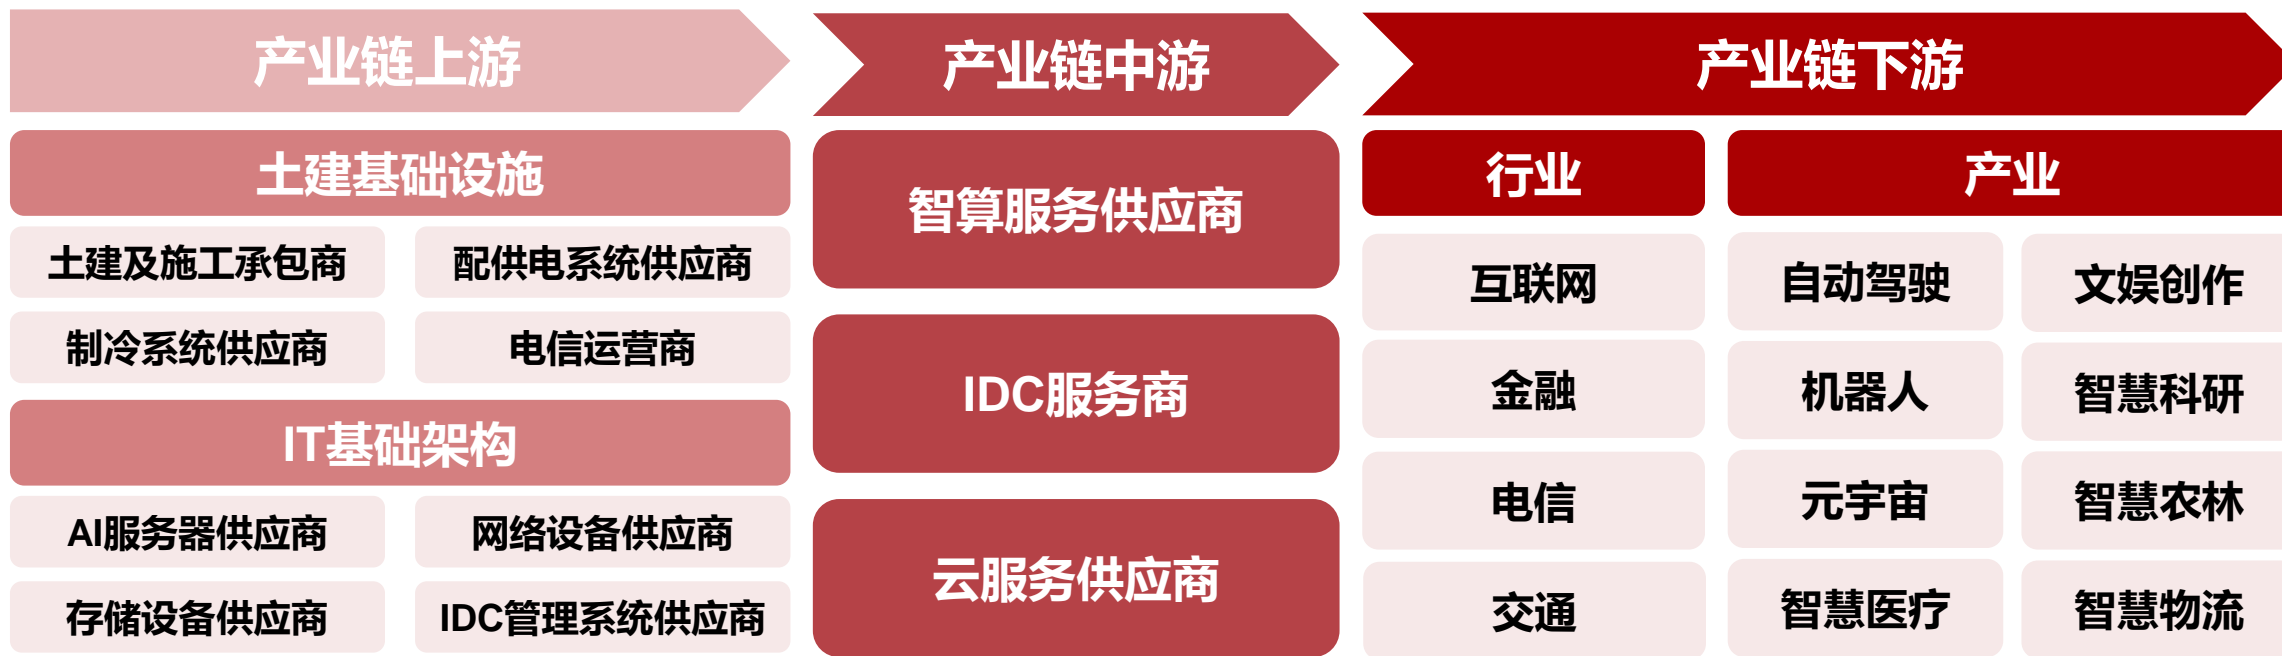 产业链上游
土建基础设施
土建及施工承包商
配供电系统供应商
制冷系统供应商
电信运营商
IT基础架构
AI服务器供应商
网络设备供应商
存储设备供应商
IDC管理系统供应商
产业链中游
智算服务供应商
IDC服务商
云服务供应商
产业链下游
行业
互联网
金融
电信
交通
产业
自动驾驶
文娱创作
机器人
智慧科研
元宇宙
智慧农林
智慧医疗
智慧物流